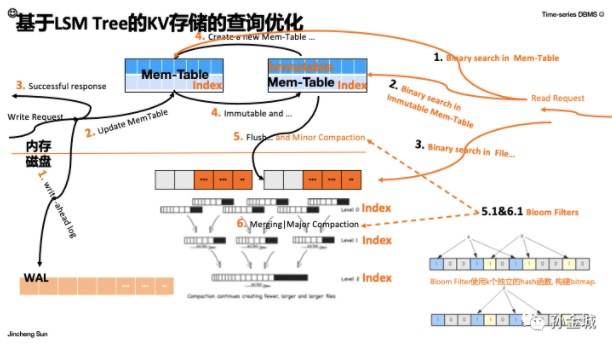 基于LSM Tree的KV存储的查询优化
Time-series DBMS
4. Create a new Mem-Table ...
1. Binary search in Mem-Table
Immutable
Mem-Table
Index
Mem-Table
Index
3. Successful response
2. Binary search in Immutable Mem-Table
Read Request
Write Request
2. Update MemTable
4. Immutable and ...
5. Flush... and Minor Compaction
3. Binary search in File...
内存
磁盘
1. write-ahead log
... ... ..
... ... ..
Level 0 Index
5.1&6.1 Bloom Filters
6. Merging|Major Compaction
Level 1 Index
WAL
Level 2 Index
Compaction continues creating fewer, larger and larger files
Bloom Filter使用k个独立的hash函数, 构建bitmap.
孙金城
Jincheng Sun